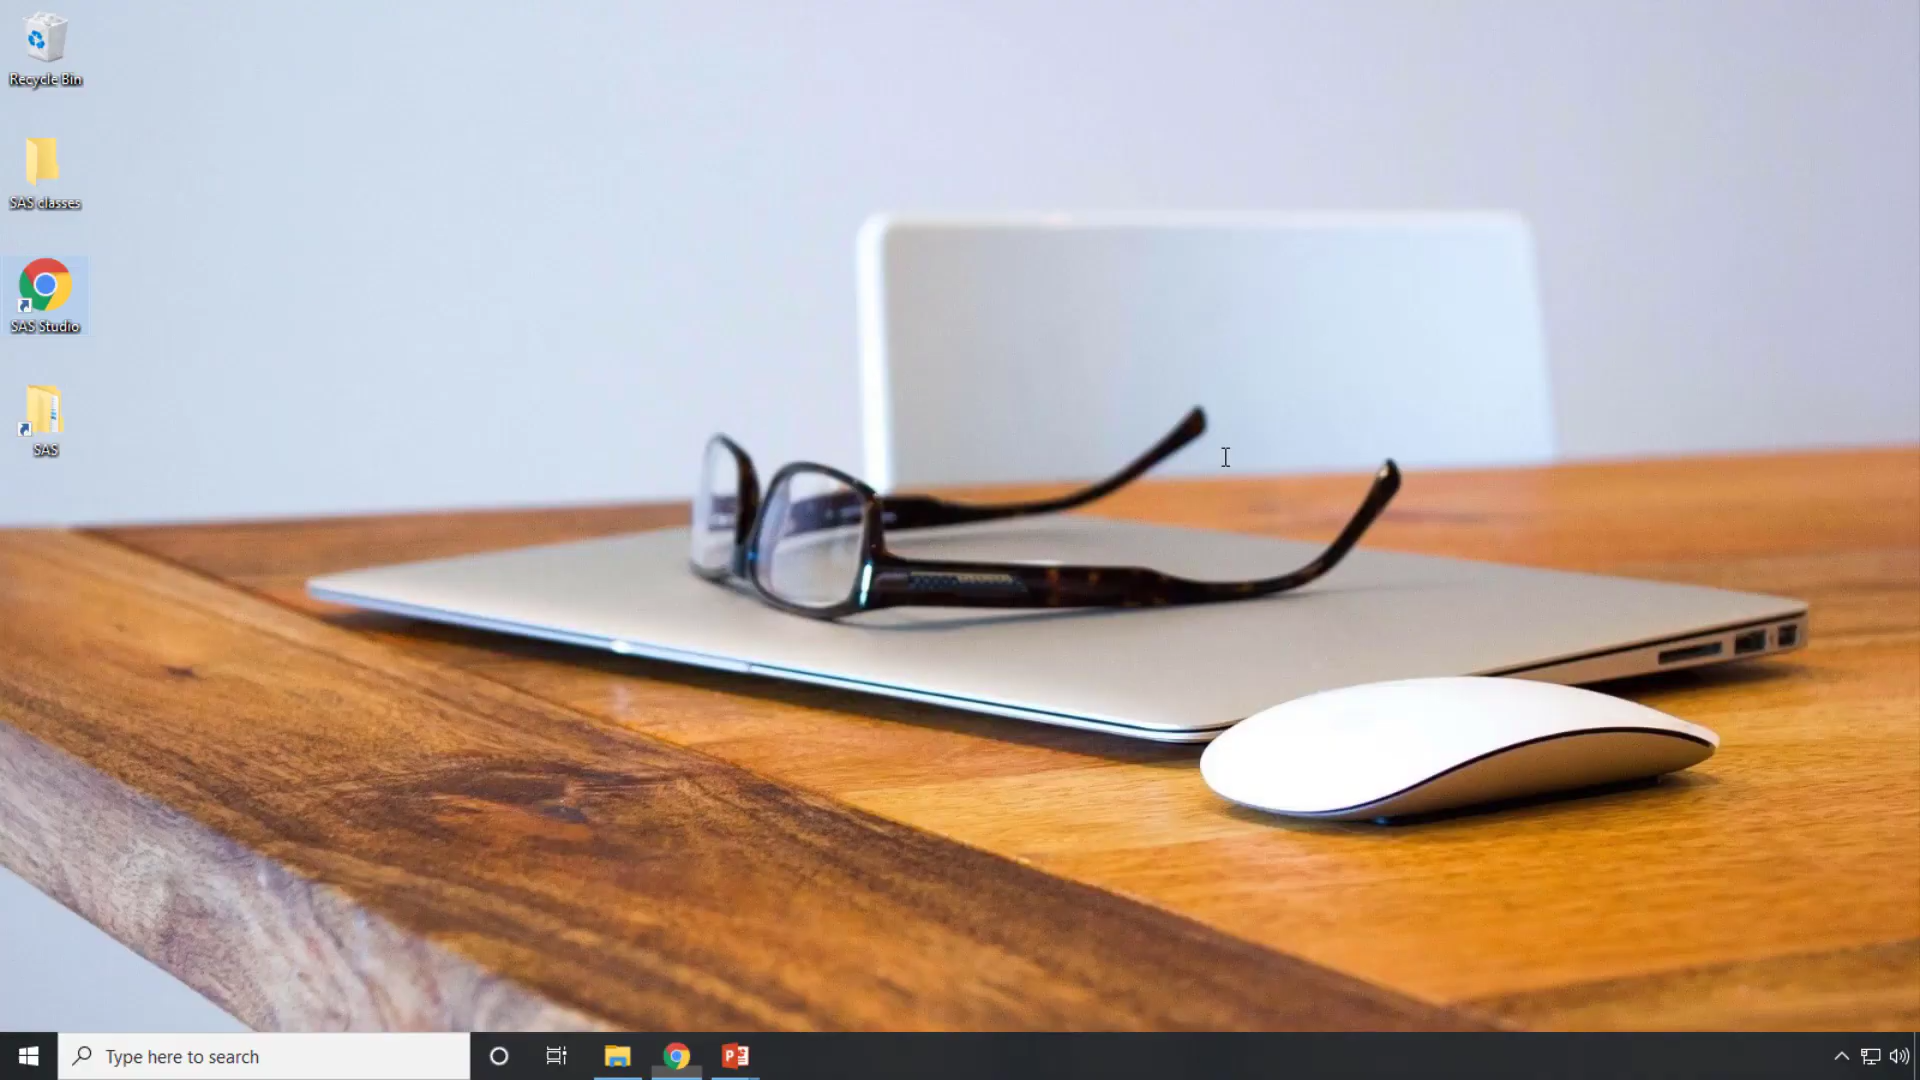 Recycle Bin
SAS classes
SAS Studio
SAS
Type here to search